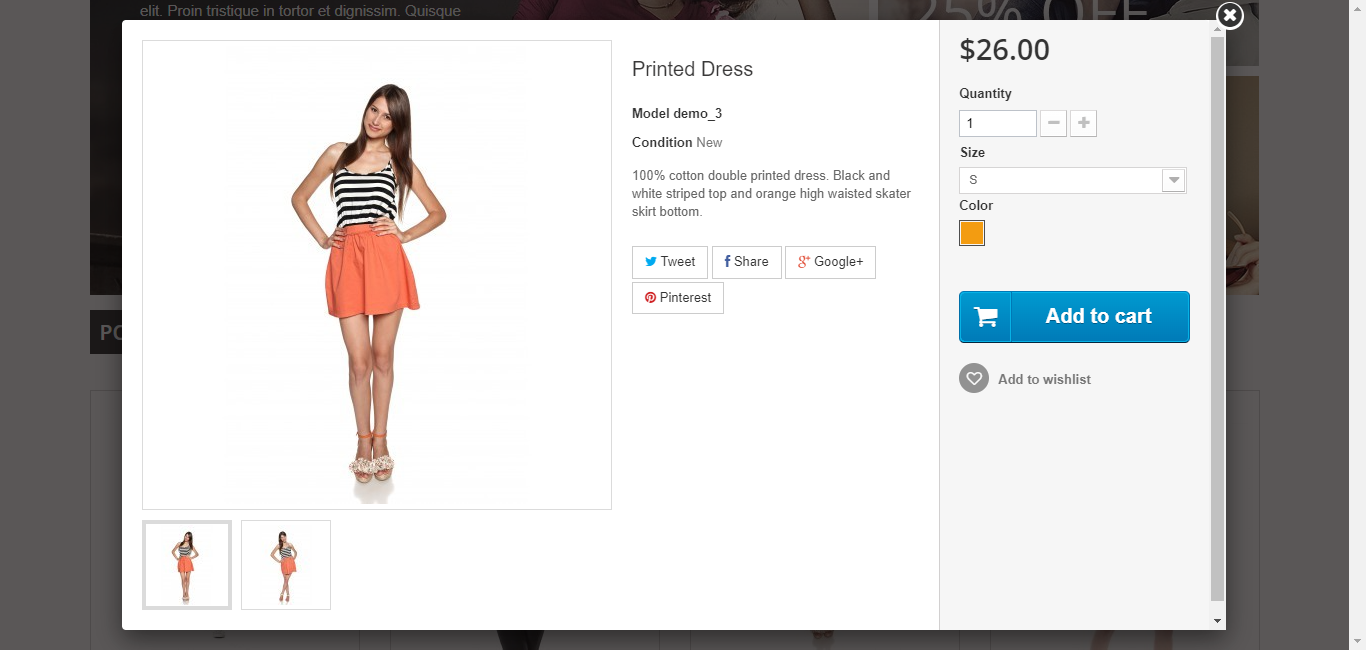 elit. Proin tristique in tortor et dignissim. Quisque
25% OFF
$26.00
Printed Dress
Model demo_3
Condition New
100% cotton double printed dress. Black and
white striped top and orange high waisted skater
skirt bottom.
Tweet
Share
Google+
Pinterest
Quantity
1
Size
S
Color
Add to cart
Add to wishlist
PO